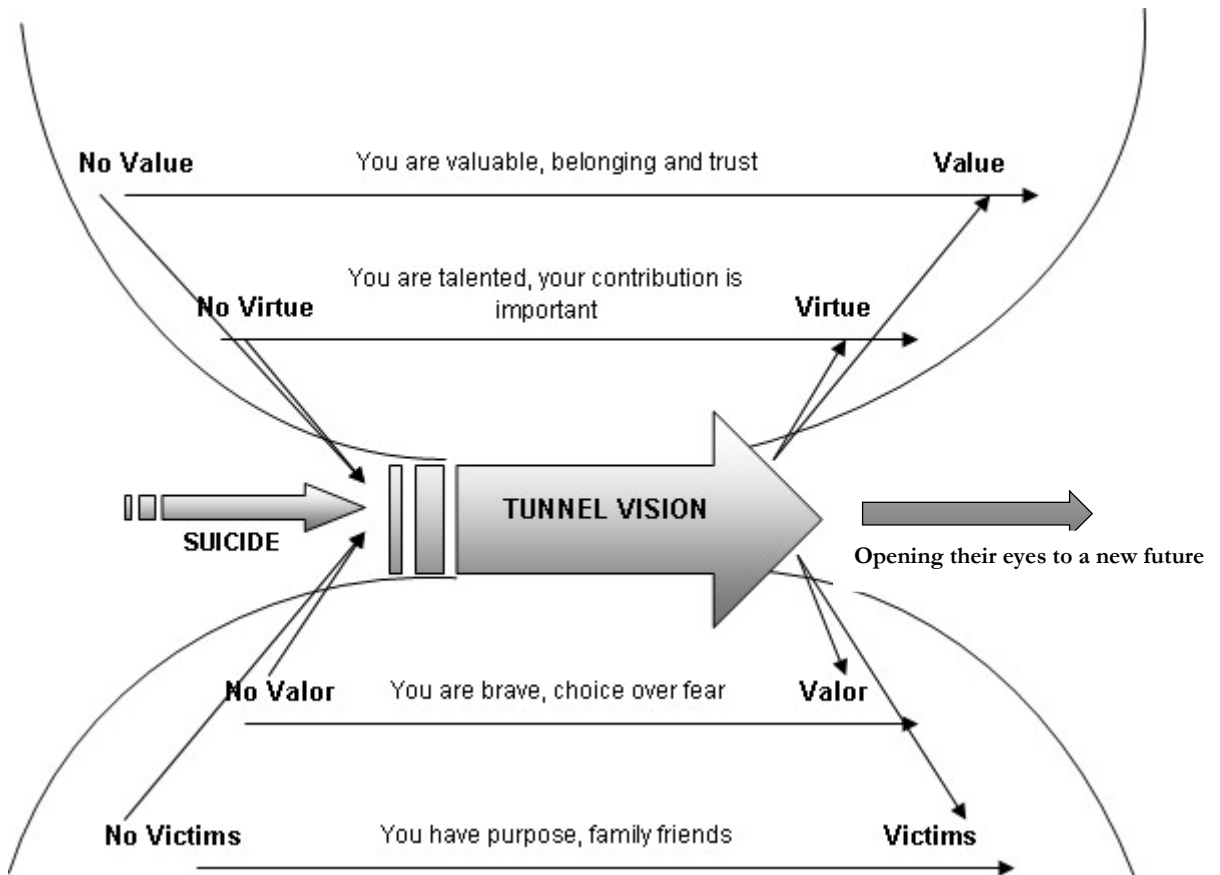 No Value
You are valuable, belonging and trust
Value
You are talented, your contribution is
important
No Virtue
Virtue
TUNNEL VISION
SUICIDE
Opening their eyes to a new future
No Valor
You are brave, choice over fear
Valor
No Victims
You have purpose, family friends
Victims